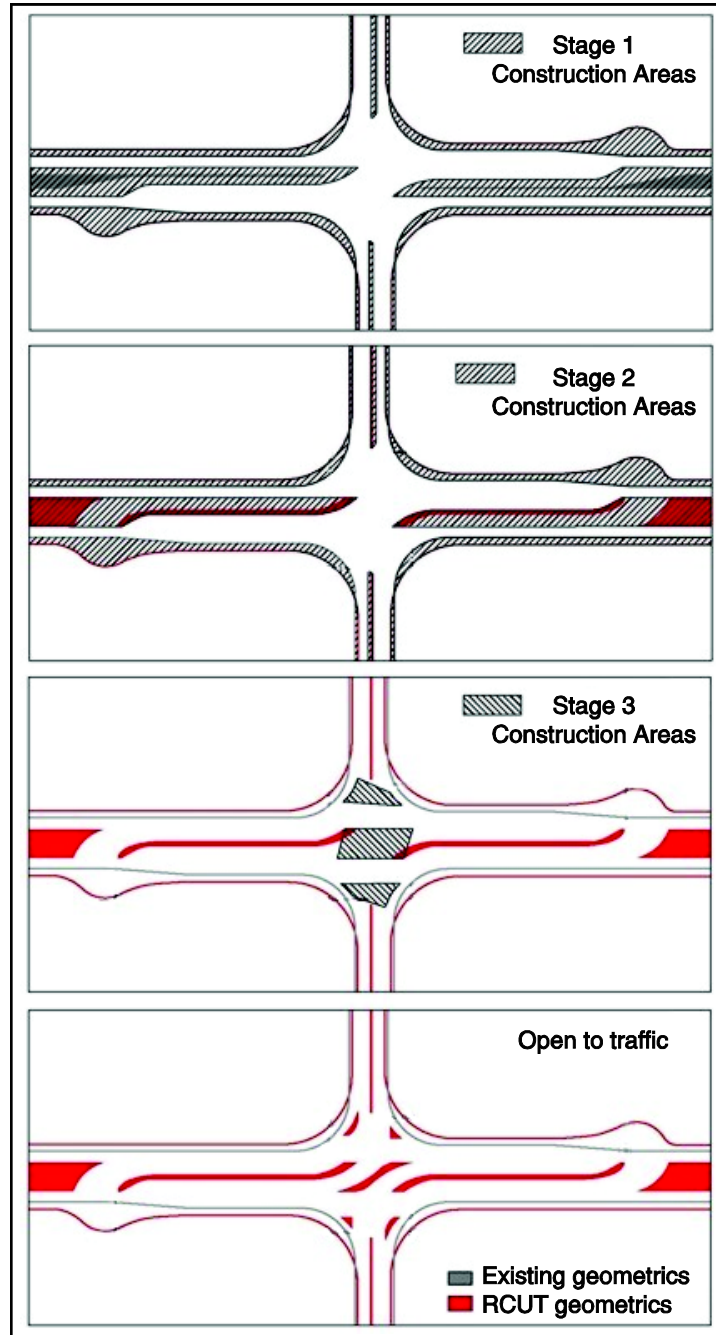 Stage 1
Construction Areas
Stage 2
Construction Areas
Stage 3
Construction Areas
Open to traffic
Existing geometrics
RCUT geometrics